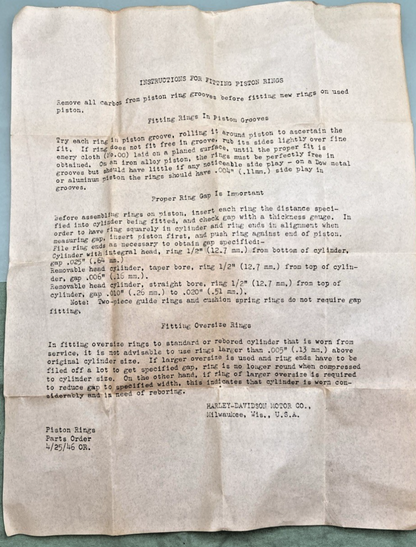 INSTRUCTIONS FOR FITTING PISTON RINGS
Remove all carbon from piston ring grooves before fitting new rings on used
piston.
Fitting Rings In Piston Grooves
Try each ring in piston groove, rolling it around piston to ascertain the
fit. If ring does not fit free in groove, rub its sides lightly over fine
emery cloth (00) laid on a planed surface, until the proper fit is
obtained. On an iron alloy piston, the rings must be perfectly free in
grooves but should have little if any noticeable side play - on a Dow metal
or aluminum piston the rings should have .004" (.11mm.) side play in
grooves.
Proper Ring Gap Is Important
Before assembling rings on piston, insert each ring the distance speci-
fied into cylinder being fitted, and check gap with a thickness gauge. In
order to have ring squarely in cylinder and ring ends in alignment when
measuring gap, insert piston first, and push ring against end of piston.
File ring ends as necessary to obtain gap specified:-
Cylinder with integral head, ring 1/2" (12.7 mm.) from bottom of cylinder,
gap .025" (.64 mm.)
Removable head cylinder, taper bore, ring 1/2" (12.7 mm.) from top of cylin-
der, gap .006" (.16 mm.)
Removable head cylinder, straight bore, ring 1/2" (12.7 mm.) from top of
cylinder, gap .010" (.26 mm.) to .020" (.51 mm.)
Note: Two-piece guide rings and cushion spring rings do not require gap
fitting.
Fitting Oversize Rings
In fitting oversize rings to standard or rebored cylinder that is worn from
service, it is not advisable to use rings larger than .005" (.13 mm.) above
original cylinder size. If larger oversize is used and ring ends have to be
filed off a lot to get specified gap, ring is no longer round when compressed
to cylinder size. On the other hand, if ring of larger oversize is required
to reduce gap to specified width, this indicates that cylinder is worn con-
siderably and in need of reboring.
HARLEY-DAVIDSON MOTOR CO.,
Milwaukee, Wis., U.S.A.
Piston Rings
Parts Order
4/25/46 OR.